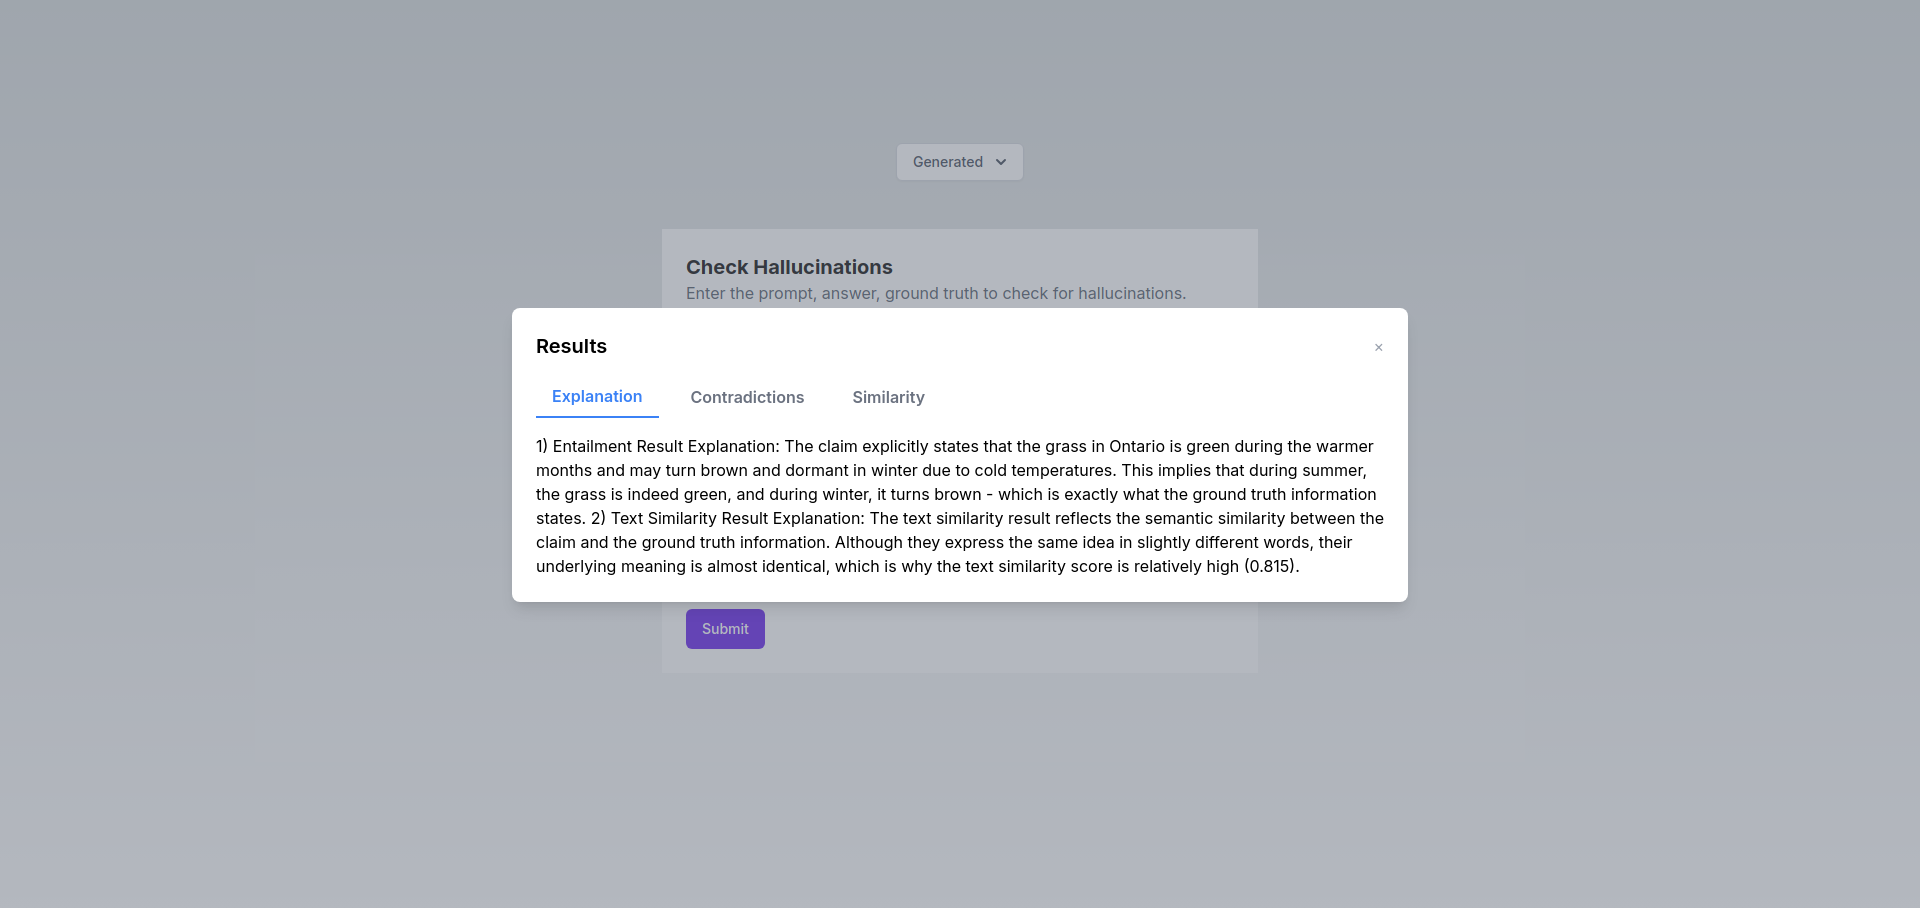 Generated
Check Hallucinations
Enter the prompt, answer, ground truth to check for hallucinations.
Results
×
Explanation Contradictions Similarity
1) Entailment Result Explanation: The claim explicitly states that the grass in Ontario is green during the warmer
months and may turn brown and dormant in winter due to cold temperatures. This implies that during summer,
the grass is indeed green, and during winter, it turns brown - which is exactly what the ground truth information
states. 2) Text Similarity Result Explanation: The text similarity result reflects the semantic similarity between the
claim and the ground truth information. Although they express the same idea in slightly different words, their
underlying meaning is almost identical, which is why the text similarity score is relatively high (0.815).
Submit